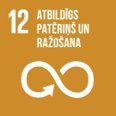 12 ATBILDĪGS
PATĒRIŅŠ UN
RAŽOŠANA